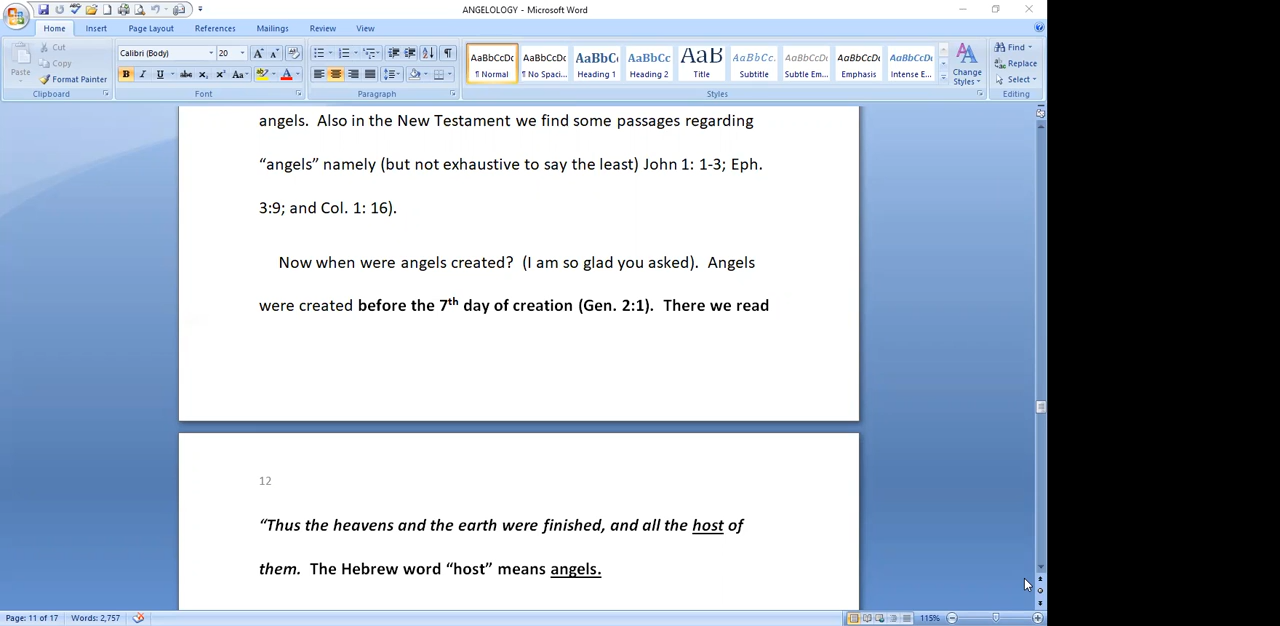 ANGELOLOGY - Microsoft Word
Home Insert Page Layout References Mailings Review View
Paste
Cut
Copy
Format Painter
Clipboard
Calibri (Body) 20
Font
Paragraph
AaBbCcDc AaBbCcDc AaBbC AaBbCc AaB AaBbCc. AaBbCcDc AaBbCcDc AaBbCcDc
¶ Normal ¶ No Spaci... Heading 1 Heading 2 Title Subtitle Subtle Em... Emphasis Intense E...
Styles
Change Styles
Find
Replace
Select
Editing
angels. Also in the New Testament we find some passages regarding
“angels” namely (but not exhaustive to say the least) John 1: 1-3; Eph.
3:9; and Col. 1: 16).
Now when were angels created? (I am so glad you asked). Angels
were created before the 7th day of creation (Gen. 2:1). There we read
12
“Thus the heavens and the earth were finished, and all the host of
them. The Hebrew word “host” means angels.
Page: 11 of 17 Words: 2,757 115%